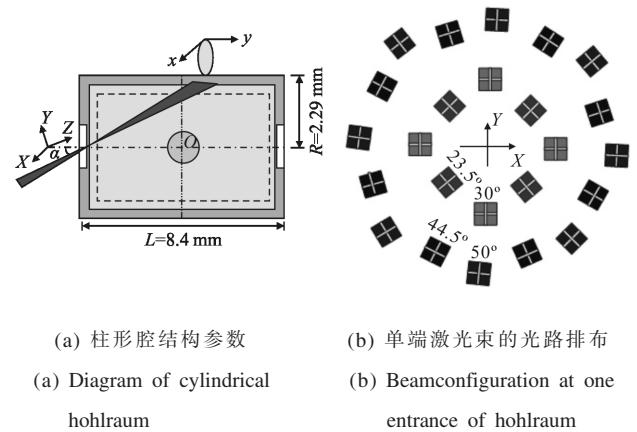 y
x
Y
Z
X
α
O
R=2.29 mm
L=8.4 mm
Y
X
23.5°
30°
44.5°
50°
(a) 柱形腔结构参数
(a) Diagram of cylindrical
hohlraum
(b) 单端激光束的光路排布
(b) Beamconfiguration at one
entrance of hohlraum